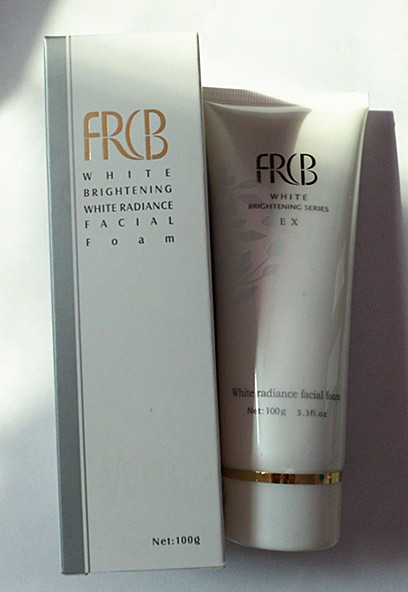 FRCB
WHITE
BRIGHTENING
WHITE RADIANCE
FACIAL
Foam
Net:100g
FRCB
WHITE
BRIGHTENING SERIES
EX
White radiance facial foam
Net:100g 3.3fl.oz